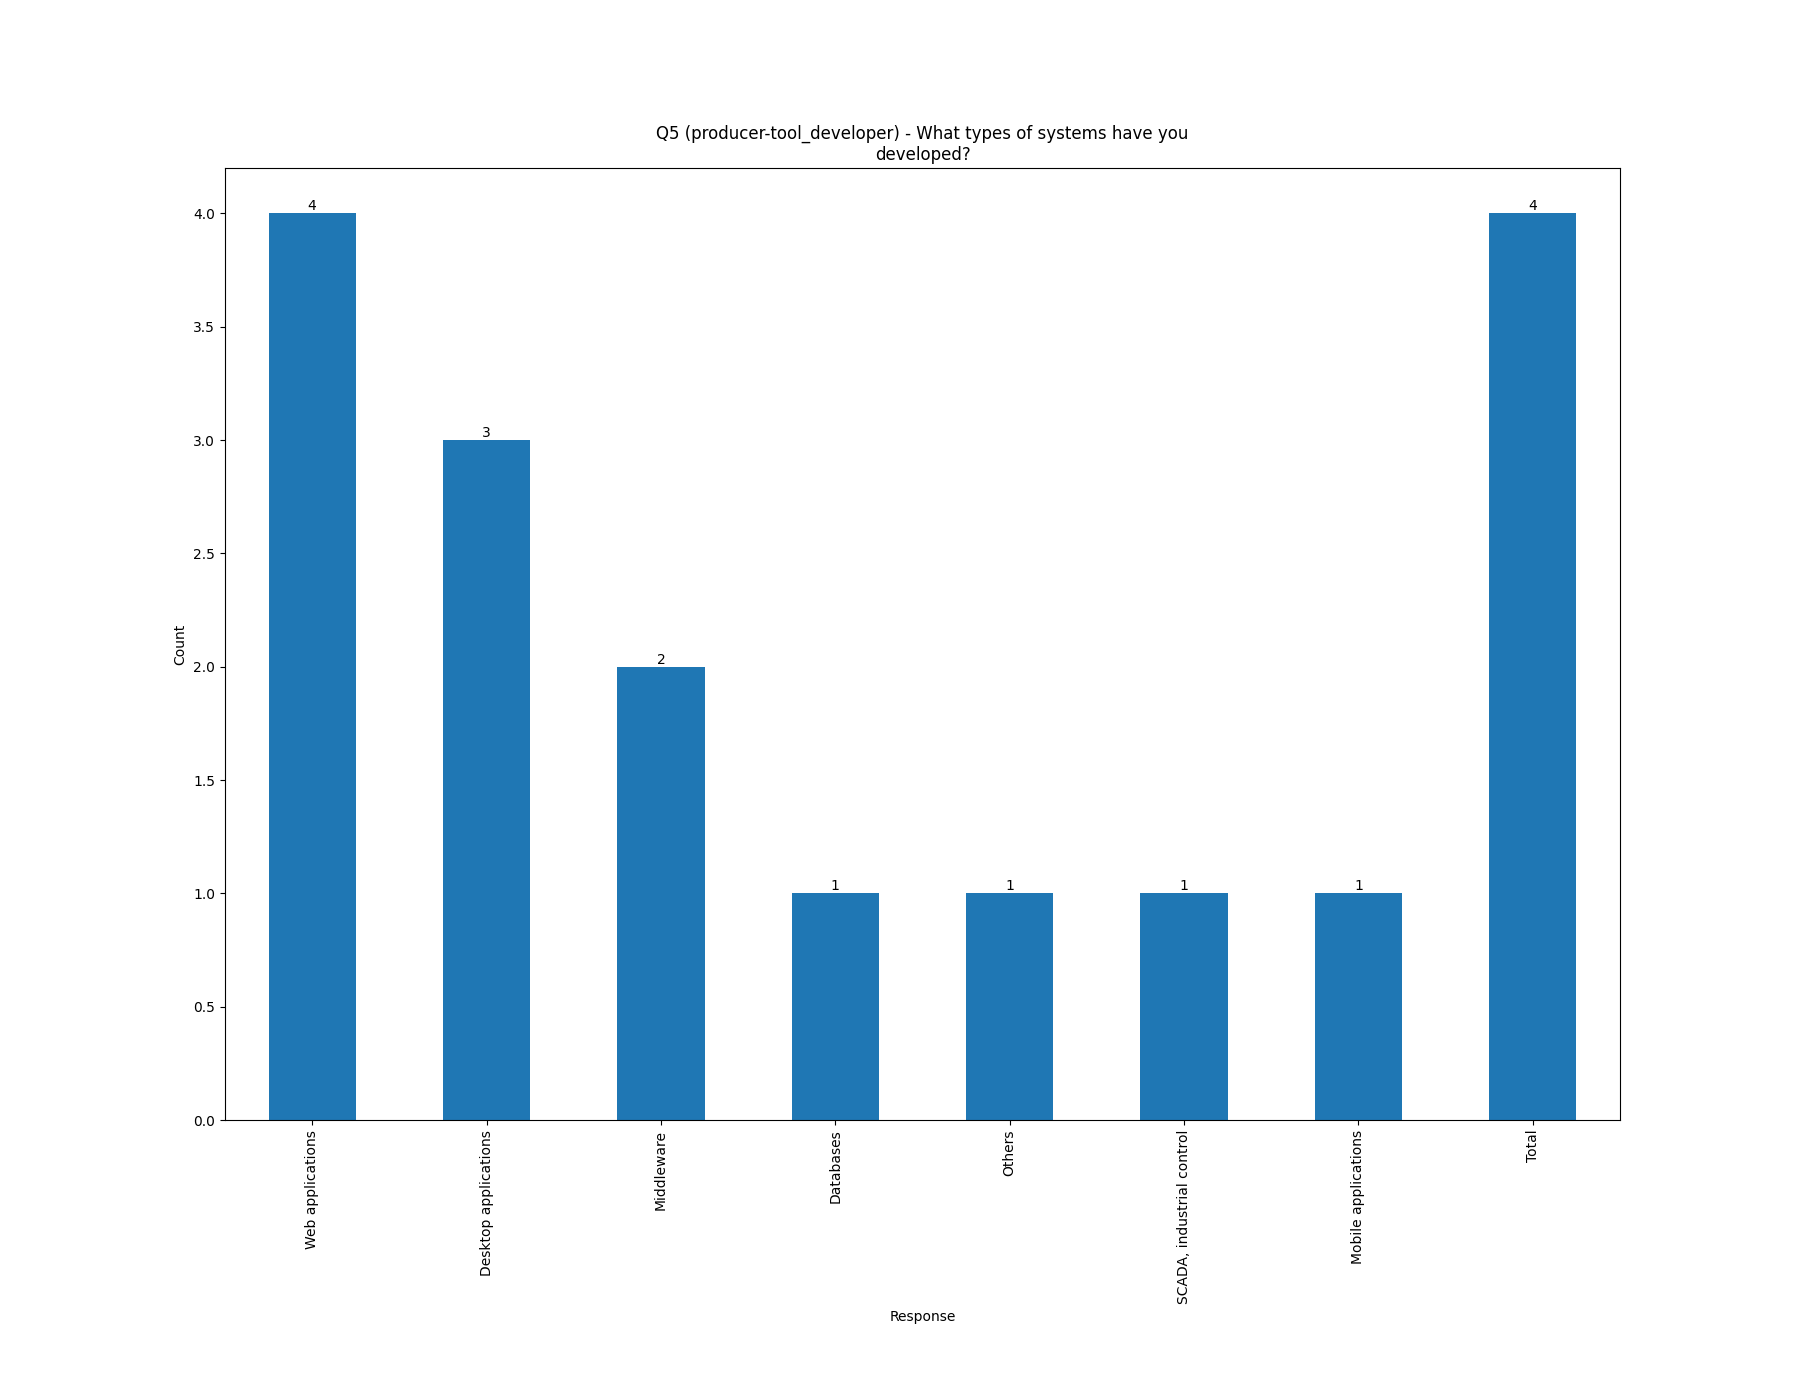 Q5 (producer-tool_developer) - What types of systems have you
developed?
4
3
2
1
1
1
1
4
4.0
3.5
3.0
2.5
2.0
1.5
1.0
0.5
0.0
Count
Web applications
Desktop applications
Middleware
Databases
Others
SCADA, industrial control
Mobile applications
Total
Response